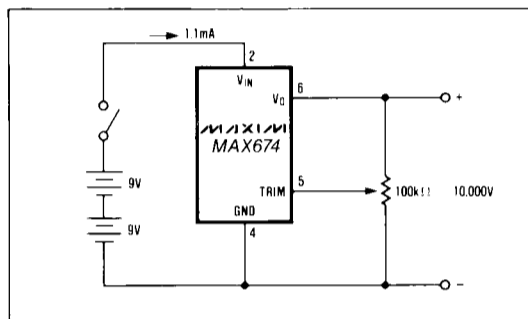 1.1mA
2
VIN
6
VO
MAXIM
MAX674
5
TRIM
100kΩ 10.000V
GND
4
9V
9V
+
−